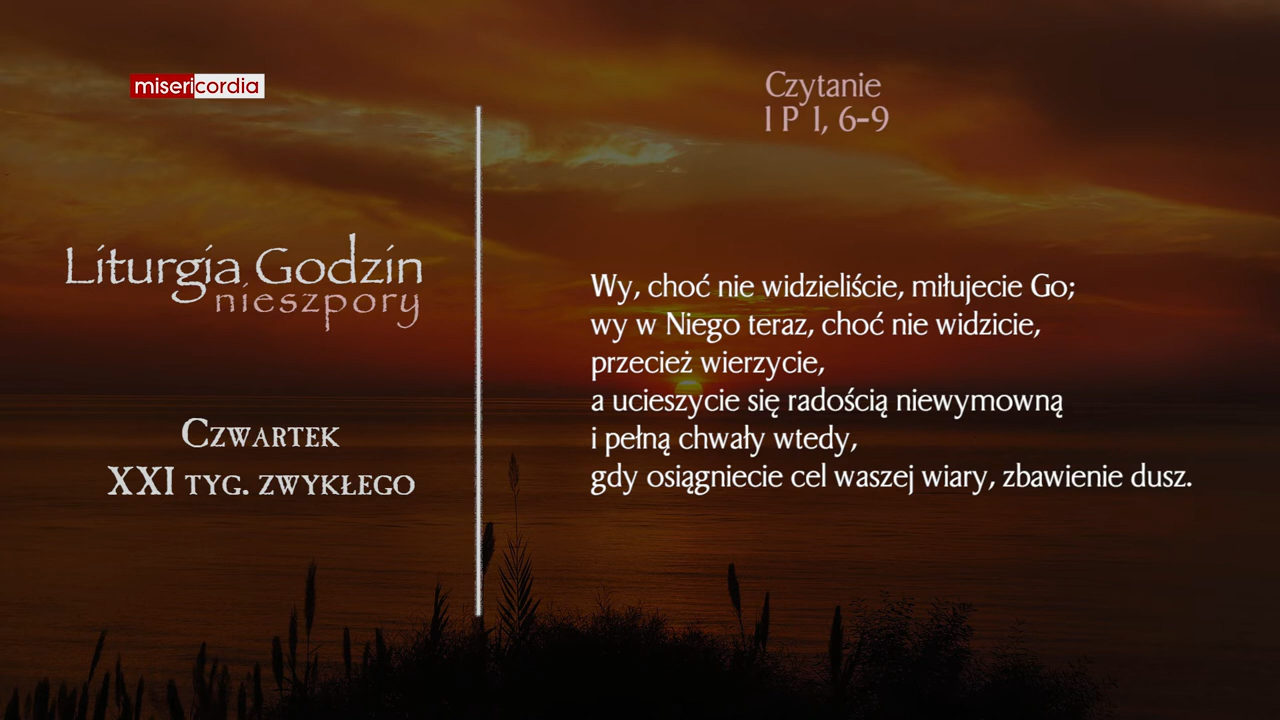 misericordia
Czytanie
1 P 1, 6-9
Liturgia Godzin
nieszpory
Czwartek
XXI tyg. zwykłego
Wy, choć nie widzieliście, miłujecie Go;
wy w Niego teraz, choć nie widzicie,
przecież wierzycie,
a ucieszycie się radością niewymowną
i pełną chwały wtedy,
gdy osiągniecie cel waszej wiary, zbawienie dusz.